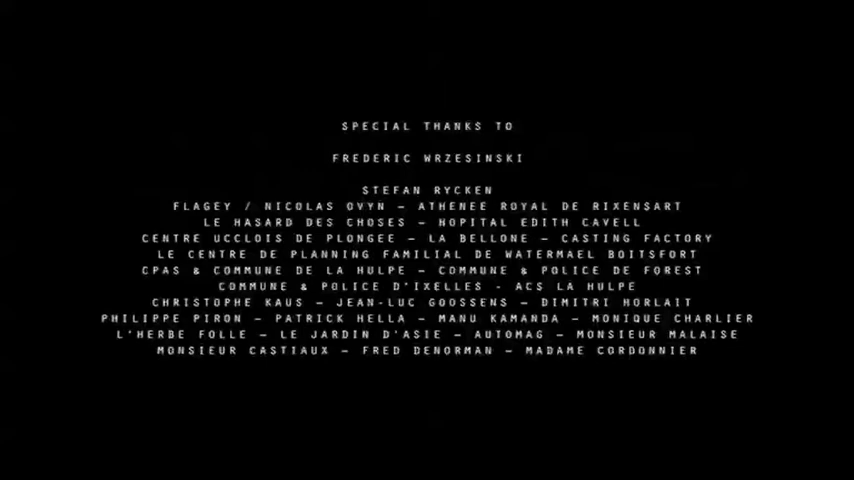 SPECIAL THANKS TO
FREDERIC WRZESINSKI
STEFAN RYCKEN
FLAGEY / NICOLAS OVYN – ATHENEE ROYAL DE RIXENSART
LE HASARD DES CHOSES – HOPITAL EDITH CAVELL
CENTRE UCCLOIS DE PLONGEE – LA BELLONE – CASTING FACTORY
LE CENTRE DE PLANNING FAMILIAL DE WATERMAEL BOITSFORT
CPAS & COMMUNE DE LA HULPE – COMMUNE & POLICE DE FOREST
COMMUNE & POLICE D'IXELLES - ACS LA HULPE
CHRISTOPHE KAUS – JEAN-LUC GOOSSENS – DIMITRI HORLAIT
PHILIPPE PIRON – PATRICK HELLA – MANU KAMANDA – MONIQUE CHARLIER
L'HERBE FOLLE – LE JARDIN D'ASIE – AUTOMAG – MONSIEUR MALAISE
MONSIEUR CASTIAUX – FRED DENORMAN – MADAME CORDONNIER